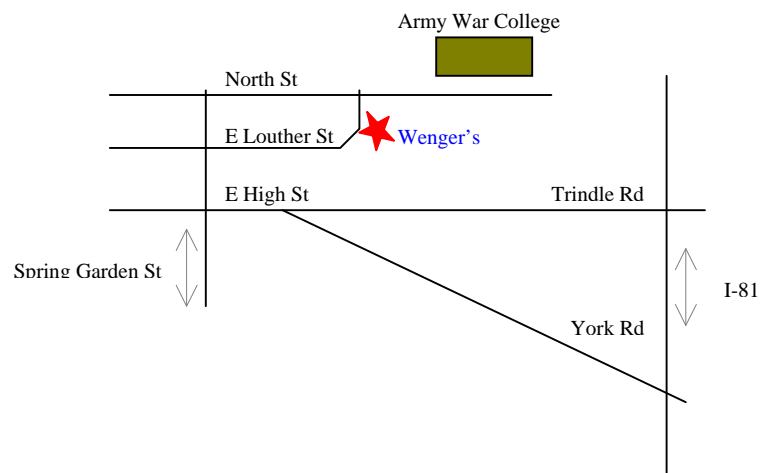 Army War College
North St
E Louther St
Wenger's
E High St
Trindle Rd
Spring Garden St
I-81
York Rd